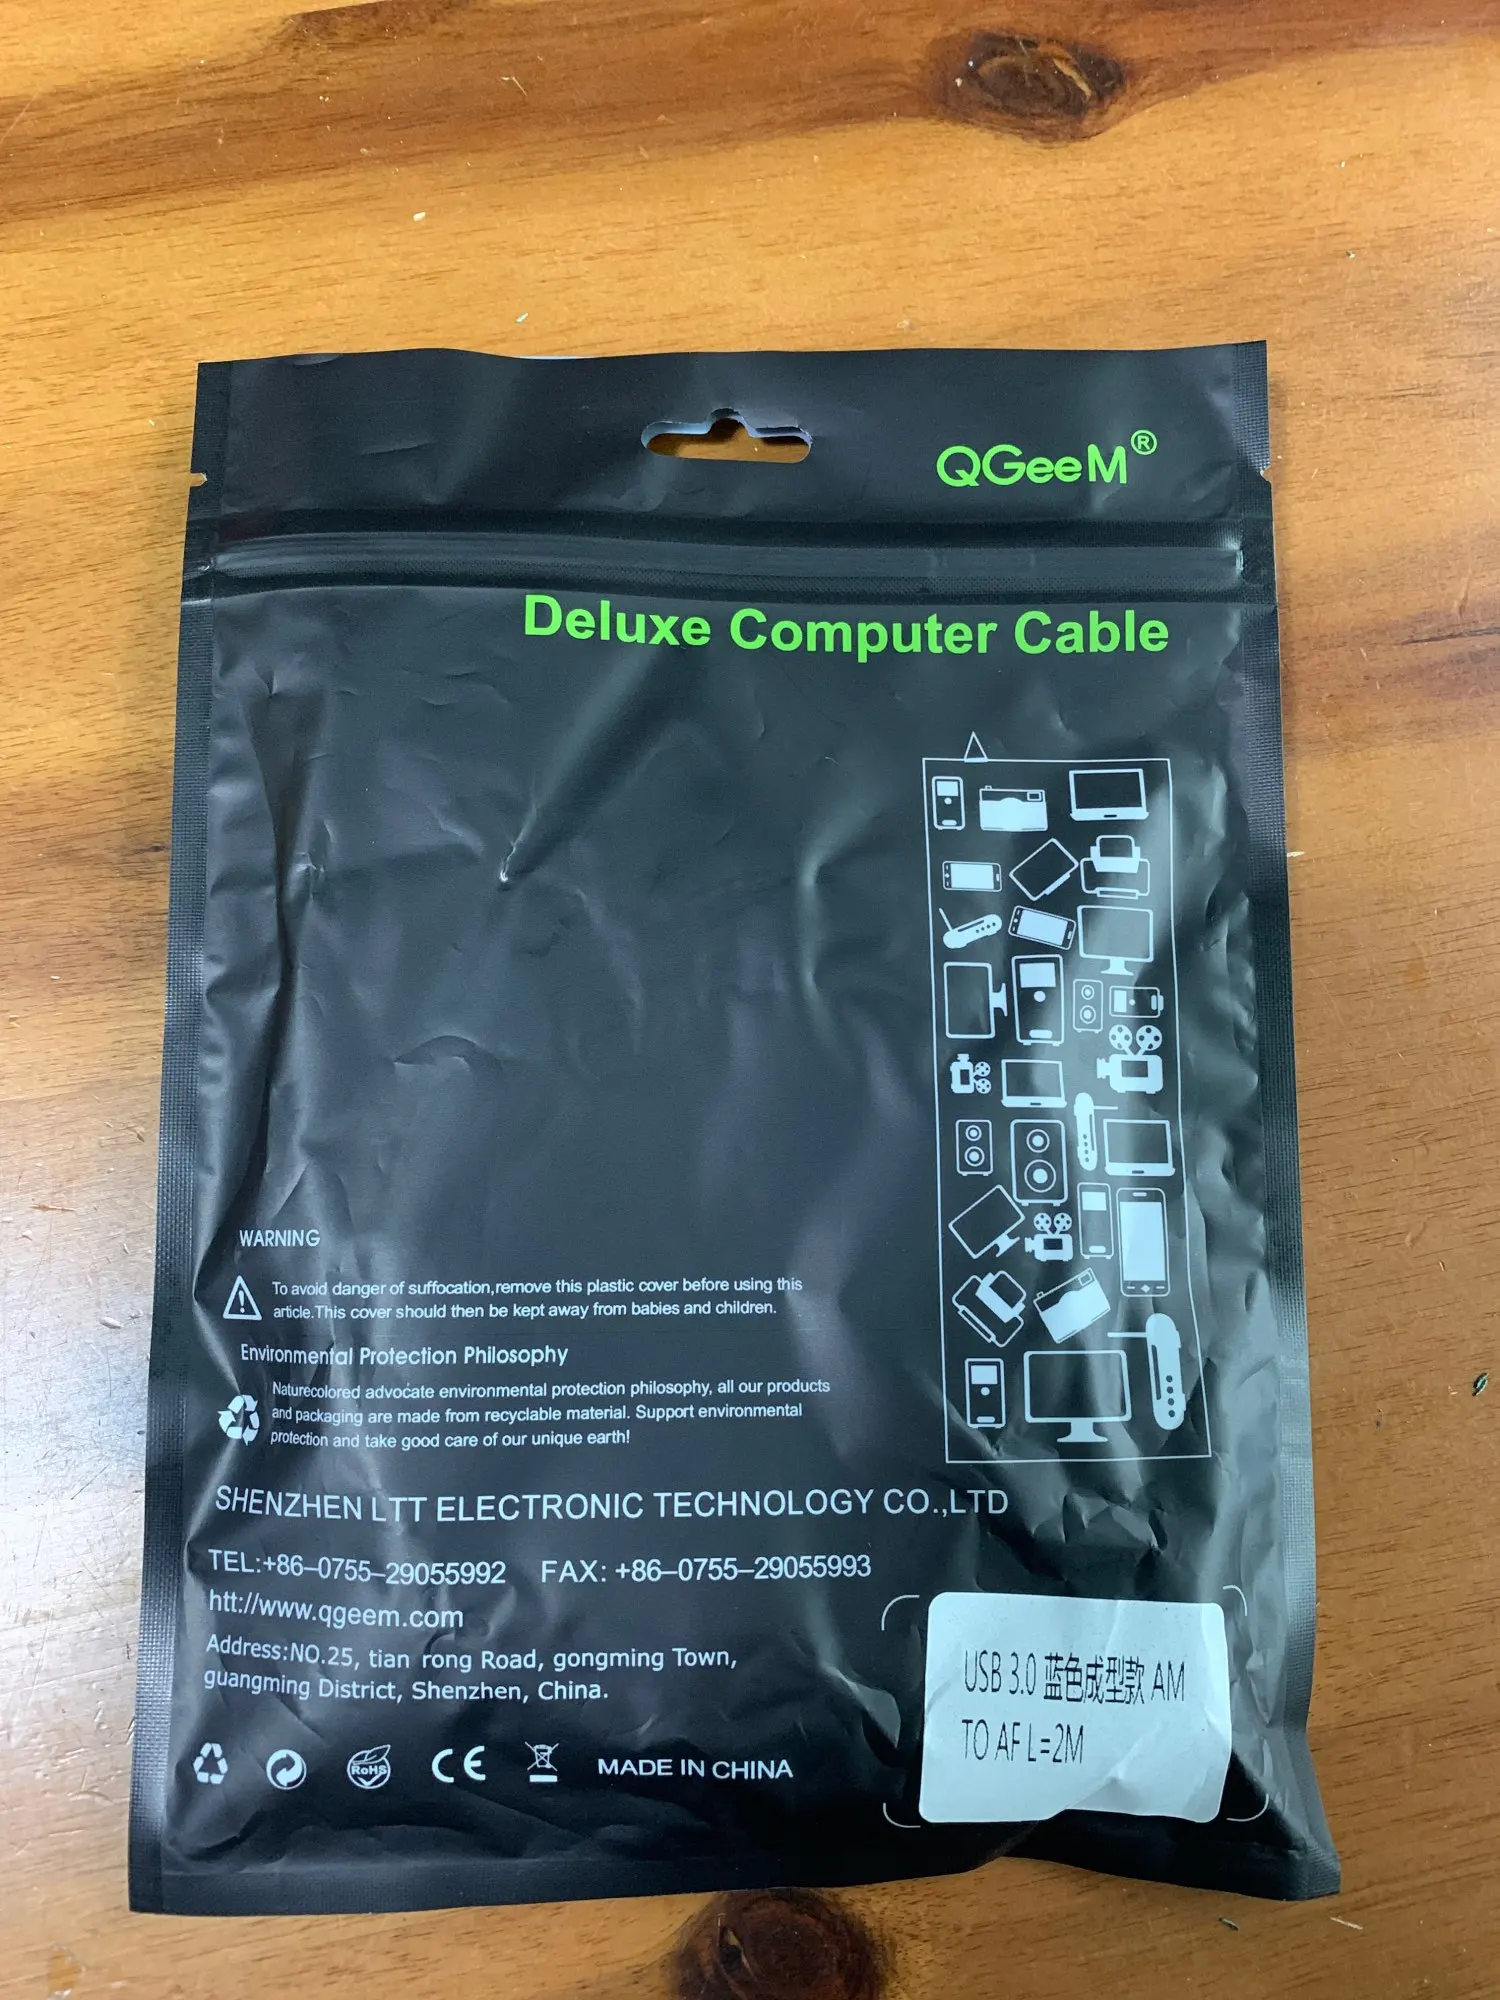 QGeeM®
Deluxe Computer Cable
WARNING
To avoid danger of suffocation,remove this plastic cover before using this
article.This cover should then be kept away from babies and children.
Environmental Protection Philosophy
Naturecolored advocate environmental protection philosophy, all our products
and packaging are made from recyclable material. Support environmental
protection and take good care of our unique earth!
SHENZHEN LTT ELECTRONIC TECHNOLOGY CO.,LTD
TEL:+86–0755–29055992 FAX: +86–0755–29055993
htt://www.qgeem.com
Address:NO.25, tian rong Road, gongming Town,
guangming District, Shenzhen, China.
RoHS CE MADE IN CHINA
USB 3.0 蓝色成型款 AM
TO AF L=2M